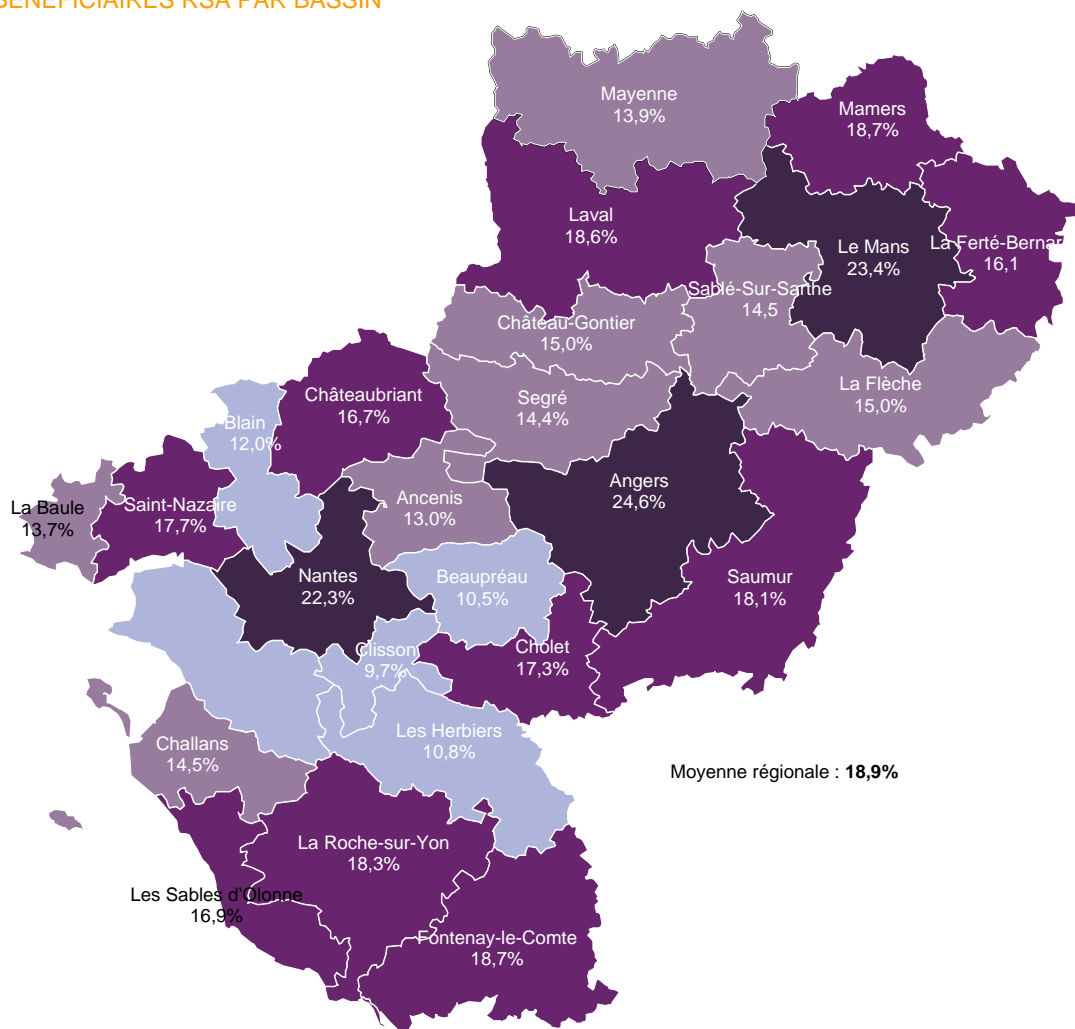 BENEFICIAIRES RSA PAR BASSIN
Mayenne
13,9%
Mamers
18,7%
Laval
18,6%
Le Mans
23,4%
La Ferté-Bernar
16,1
Sablé-Sur-Sarthe
14,5
Château-Gontier
15,0%
La Flèche
15,0%
Châteaubriant
16,7%
Segré
14,4%
Blain
12,0%
Angers
24,6%
Ancenis
13.0%
La Baule
13,7%
Saint-Nazaire
17,7%
Nantes
22,3%
Beaupréau
10,5%
Saumur
18,1%
Clisson
9,7%
Cholet
17,3%
Les Herbiers
10,8%
Challans
14,5%
Moyenne régionale : 18,9%
La Roche-sur-Yon
18,3%
Les Sables d'Olonne
16,9%
Fontenay-le-Comte
18,7%